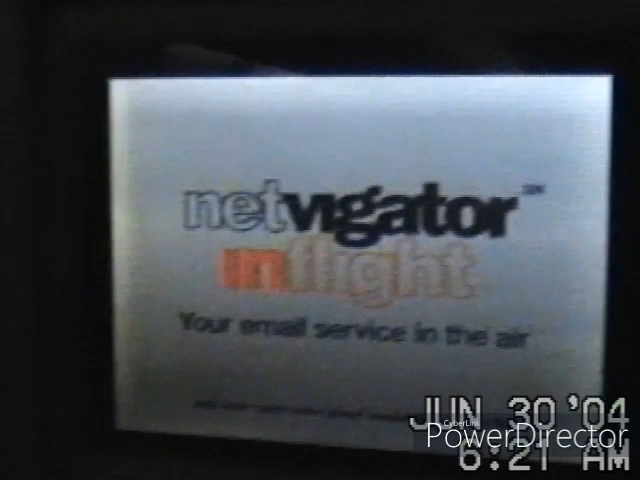 netvigator
inflight
Your email service in the air
JUN 30 '04
CyberLink
PowerDirector
6:21 AM